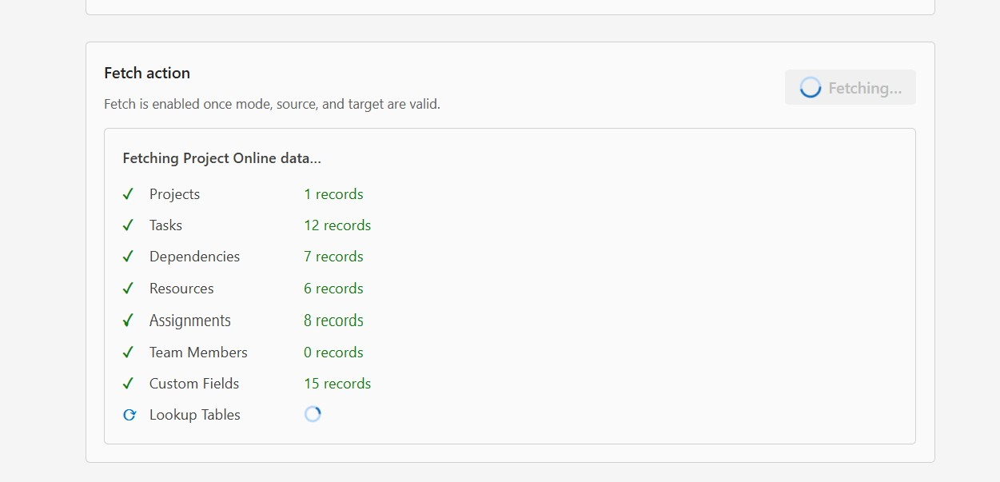 Fetch action
Fetching...
Fetch is enabled once mode, source, and target are valid.
Fetching Project Online data...
✓ Projects 1 records
✓ Tasks 12 records
✓ Dependencies 7 records
✓ Resources 6 records
✓ Assignments 8 records
✓ Team Members 0 records
✓ Custom Fields 15 records
Lookup Tables